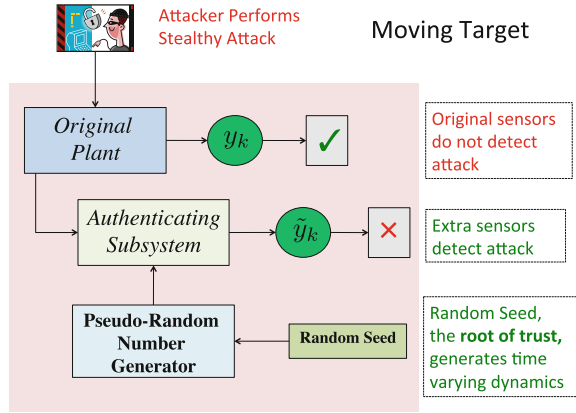 Attacker Performs
Stealthy Attack
Moving Target
Original
Plant
y_k
✓
Original sensors
do not detect
attack
Authenticating
Subsystem
ỹ_k
×
Extra sensors
detect attack
Pseudo-Random
Number
Generator
Random Seed
Random Seed,
the root of trust,
generates time
varying dynamics